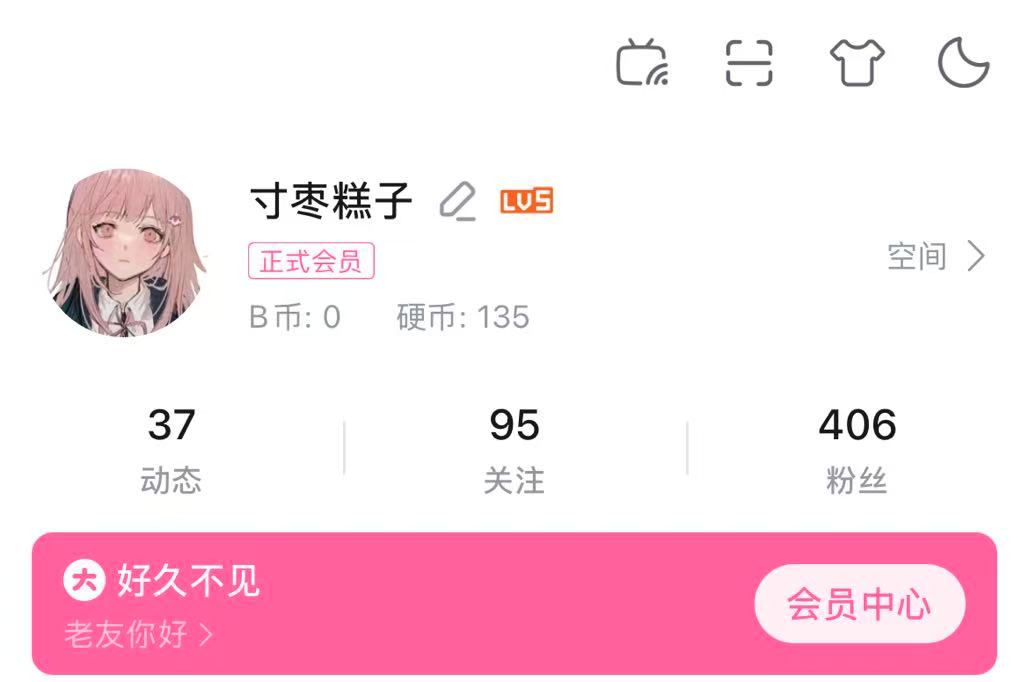 寸枣糕子 LV5
正式会员
空间
B币: 0 硬币: 135
37 95 406
动态 关注 粉丝
大 好久不见
老友你好
会员中心